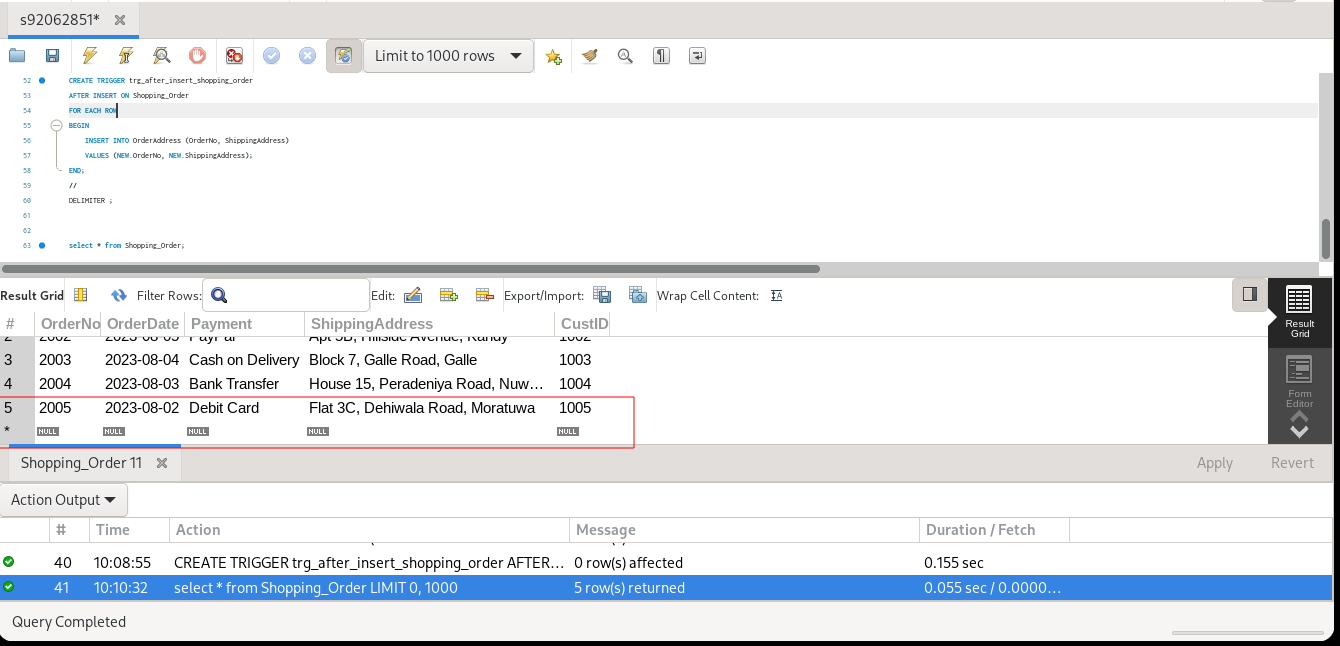 s92062851*
Limit to 1000 rows
52 CREATE TRIGGER trg_after_insert_shopping_order
53 AFTER INSERT ON Shopping_Order
54 FOR EACH ROW
55 BEGIN
56 INSERT INTO OrderAddress (OrderNo, ShippingAddress)
57 VALUES (NEW.OrderNo, NEW.ShippingAddress);
58 END;
59 //
60 DELIMITER ;
61
62
63 select * from Shopping_Order;
Result Grid Filter Rows: Edit: Export/Import: Wrap Cell Content:
# OrderNo OrderDate Payment ShippingAddress CustID
2 2002 2023-08-05 PayPal Apt 5B, Hillside Avenue, Kandy 1002
3 2003 2023-08-04 Cash on Delivery Block 7, Galle Road, Galle 1003
4 2004 2023-08-03 Bank Transfer House 15, Peradeniya Road, Nuw...
1004
5 2005 2023-08-02 Debit Card Flat 3C, Dehiwala Road, Moratuwa 1005
* NULL NULL NULL NULL NULL
Result
Grid
Form
Editor
Shopping_Order 11
Apply Revert
Action Output
# Time Action Message Duration / Fetch
40 10:08:55 CREATE TRIGGER trg_after_insert_shopping_order AFTER... 0 row(s) affected 0.155 sec
41 10:10:32 select * from Shopping_Order LIMIT 0, 1000 5 row(s) returned 0.055 sec / 0.0000...
Query Completed